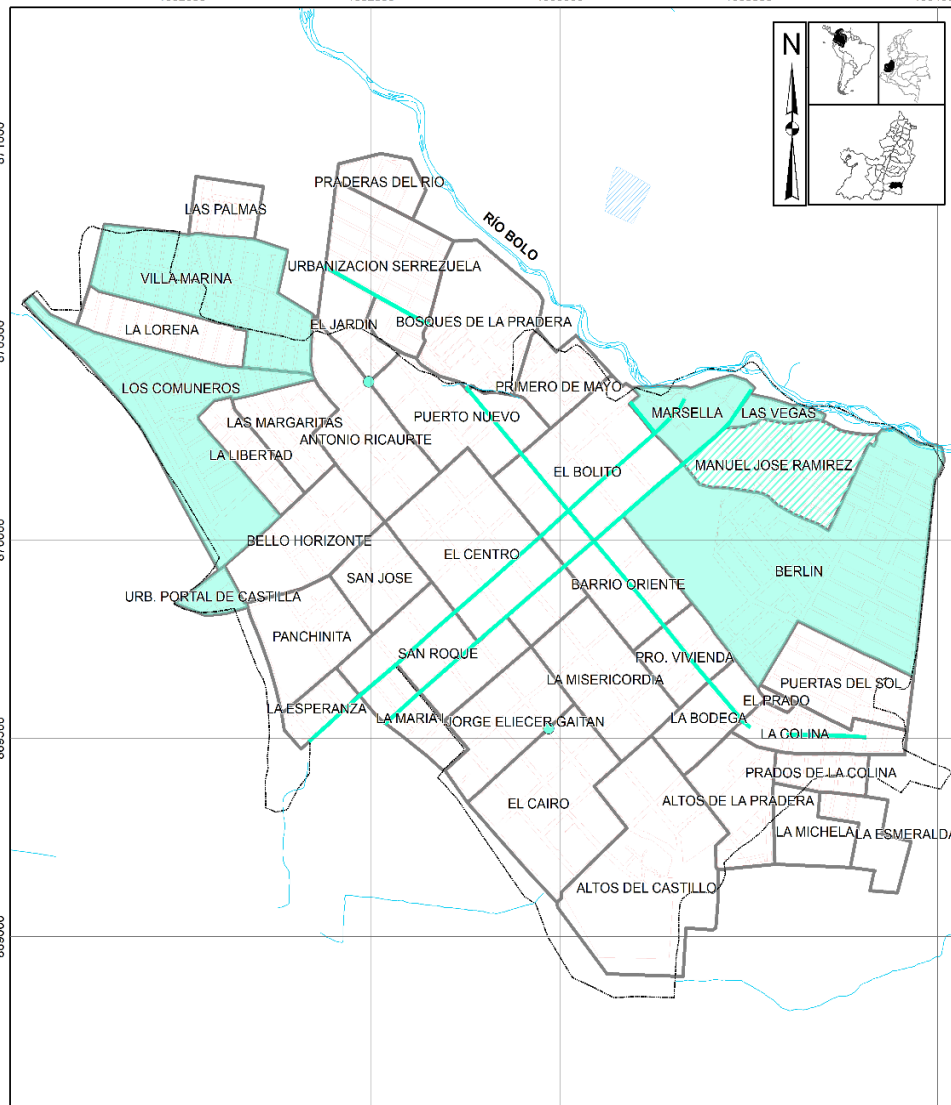 N
PRADERAS DEL RIO
LAS PALMAS
RÍO BOLO
URBANIZACION SERREZUELA
VILLA MARINA
EL JARDIN
BOSQUES DE LA PRADERA
LA LORENA
LOS COMUNEROS
PRIMERO DE MAYO
LAS MARGARITAS
PUERTO NUEVO
MARSELLA
LAS VEGAS
ANTONIO RICAURTE
LA LIBERTAD
EL BOLITO
MANUEL JOSE RAMIREZ
BELLO HORIZONTE
EL CENTRO
SAN JOSE
BARRIO ORIENTE
BERLIN
URB. PORTAL DE CASTILLA
PANCHINITA
SAN ROQUE
PRO. VIVIENDA
LA MISERICORDIA
PUERTAS DEL SOL
EL PRADO
LA ESPERANZA
LA MARIA
JORGE ELIECER GAITAN
LA BODEGA
LA COLINA
PRADOS DE LA COLINA
EL CAIRO
ALTOS DE LA PRADERA
LA MICHELA
LA ESMERALDA
ALTOS DEL CASTILLO